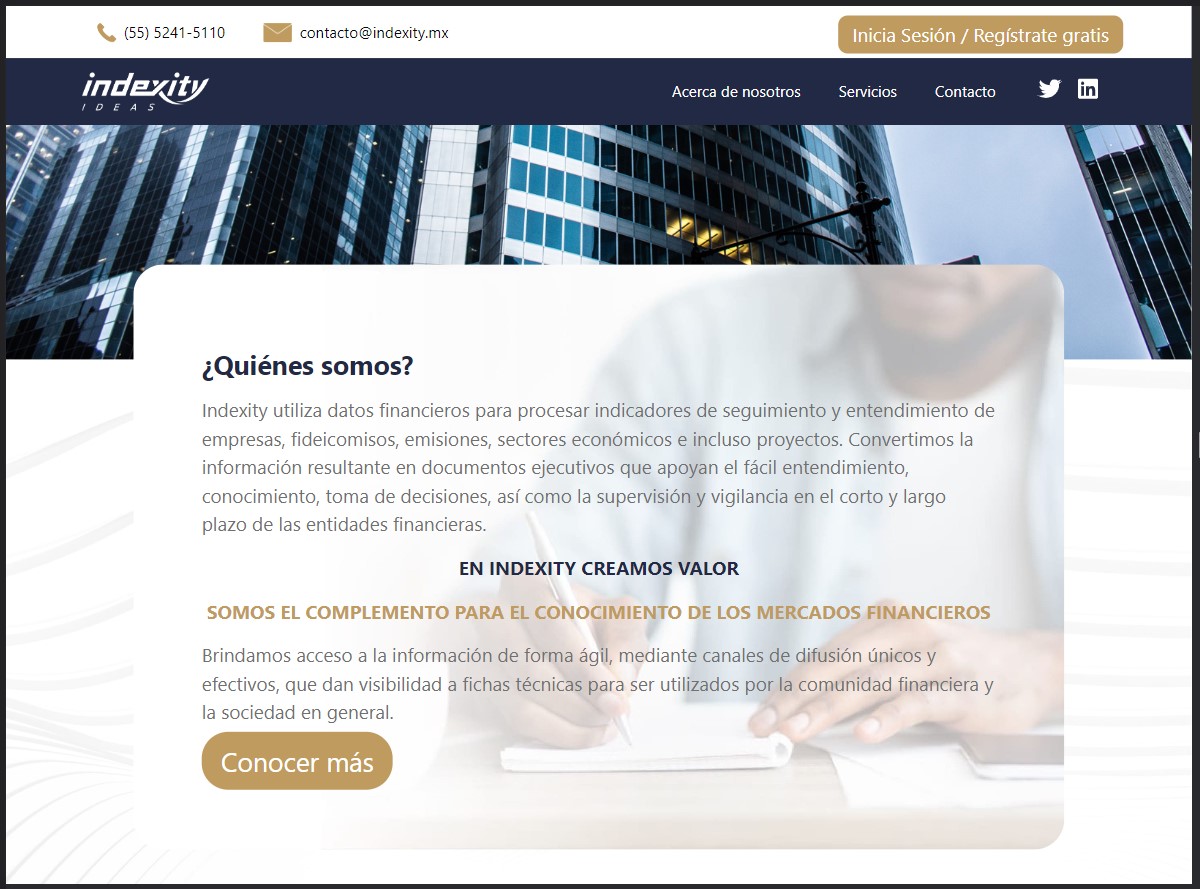 (55) 5241-5110 contacto@indexity.mx Inicia Sesión / Regístrate gratis
indexity Acerca de nosotros Servicios Contacto
IDEAS
¿Quiénes somos?
Indexity utiliza datos financieros para procesar indicadores de seguimiento y entendimiento de
empresas, fideicomisos, emisiones, sectores económicos e incluso proyectos. Convertimos la
información resultante en documentos ejecutivos que apoyan el fácil entendimiento,
conocimiento, toma de decisiones, así como la supervisión y vigilancia en el corto y largo
plazo de las entidades financieras.
EN INDEXITY CREAMOS VALOR
SOMOS EL COMPLEMENTO PARA EL CONOCIMIENTO DE LOS MERCADOS FINANCIEROS
Brindamos acceso a la información de forma ágil, mediante canales de difusión únicos y
efectivos, que dan visibilidad a fichas técnicas para ser utilizados por la comunidad financiera y
la sociedad en general.
Conocer más